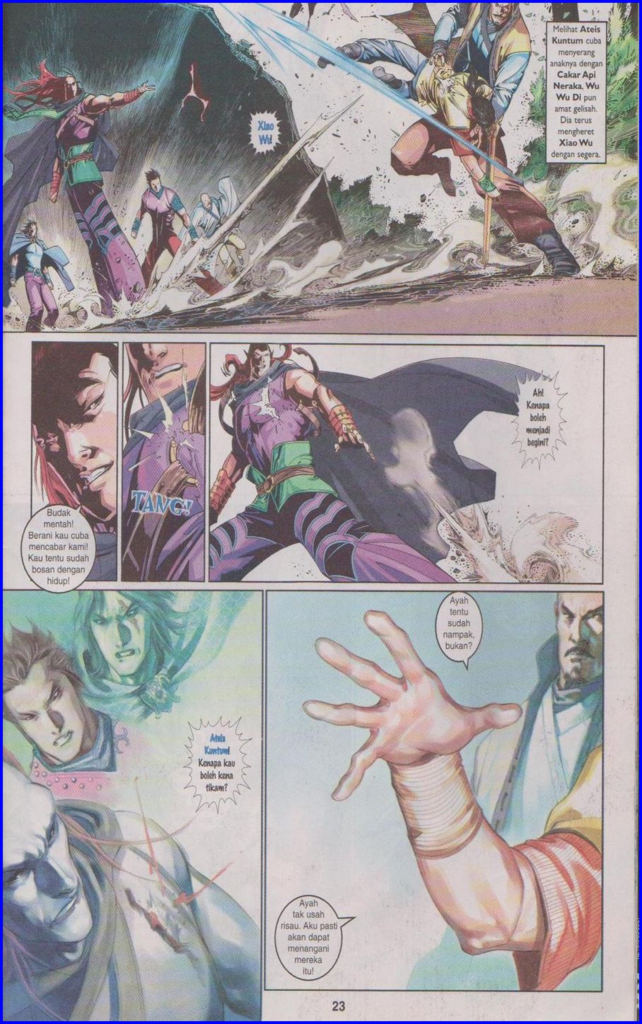 Melihat Ateis
Kuntum cuba
menyerang
anaknya dengan
Cakar Api
Neraka, Wu
Wu Di pun
amat gelisah.
Dia terus
mengheret
Xiao Wu
dengan segera.
Xiao
Wu!
Budak
mentah!
Berani kau cuba
mencabar kami!
Kau tentu sudah
bosan dengan
hidup!
TANG!
Ah!
Kenapa
boleh
menjadi
begini?
Ateis
Kuntum!
Kenapa kau
boleh kena
tikam?
Ayah
tentu
sudah
nampak,
bukan?
Ayah
tak usah
risau. Aku pasti
akan dapat
menangani
mereka
itu!
23